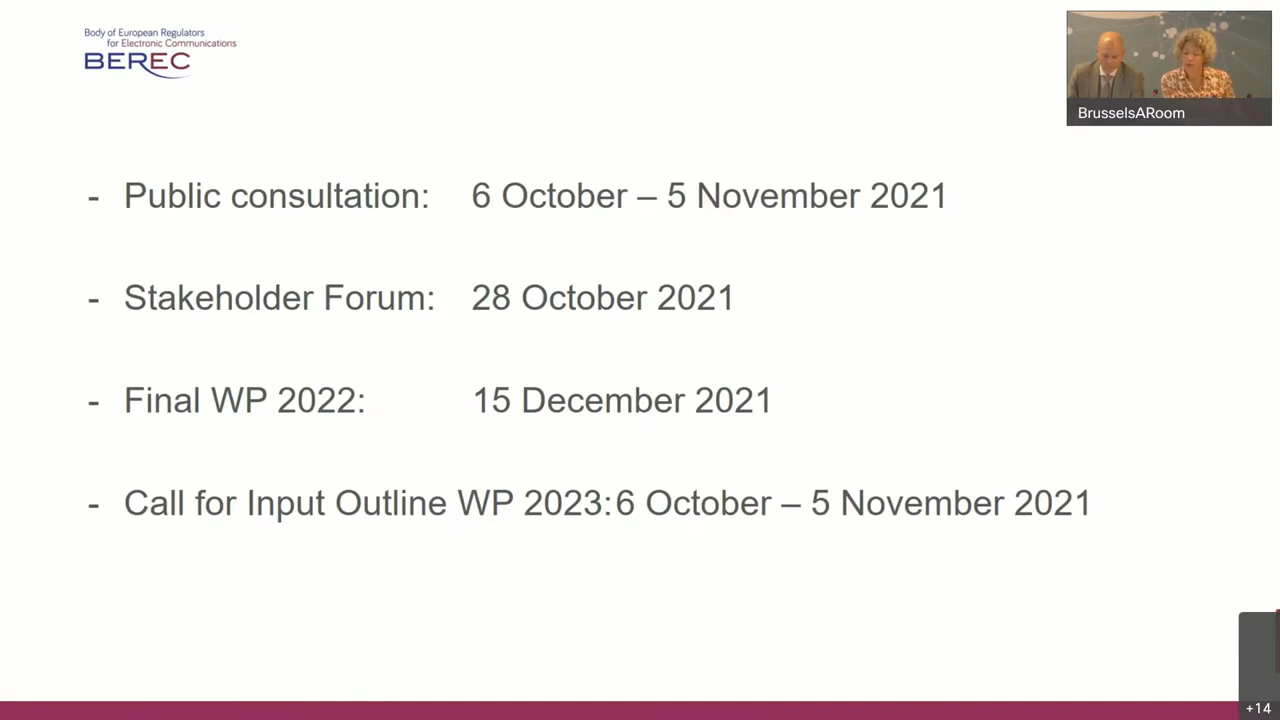 Body of European Regulators
for Electronic Communications
BEREC
BrusselsARoom
- Public consultation: 6 October – 5 November 2021
- Stakeholder Forum: 28 October 2021
- Final WP 2022: 15 December 2021
- Call for Input Outline WP 2023: 6 October – 5 November 2021
+14